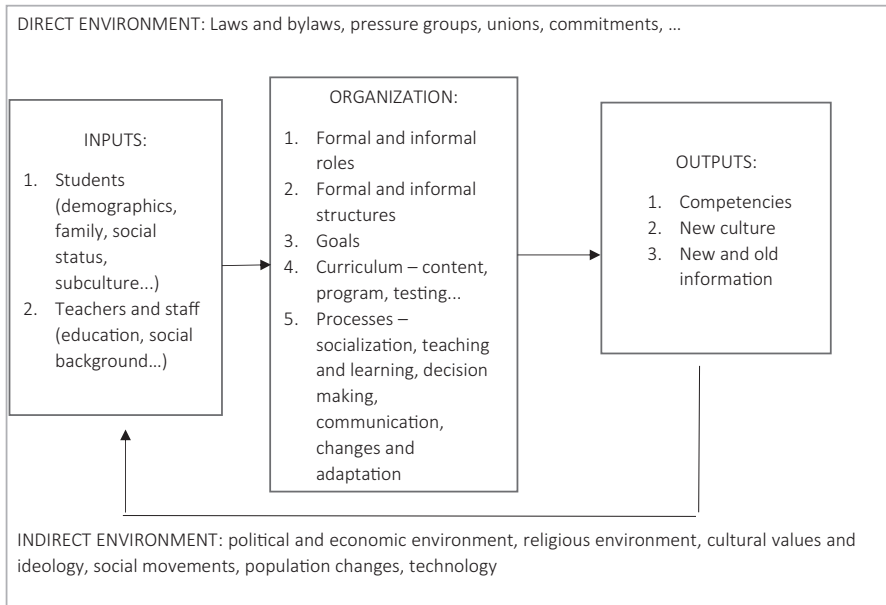 DIRECT ENVIRONMENT: Laws and bylaws, pressure groups, unions, commitments, …
INPUTS:
1. Students
(demographics,
family, social
status,
subculture…)
2. Teachers and staff
(education, social
background…)
ORGANIZATION:
1. Formal and informal
roles
2. Formal and informal
structures
3. Goals
4. Curriculum – content,
program, testing...
5. Processes –
socialization, teaching
and learning, decision
making,
communication,
changes and
adaptation
OUTPUTS:
1. Competencies
2. New culture
3. New and old
information
INDIRECT ENVIRONMENT: political and economic environment, religious environment, cultural values and
ideology, social movements, population changes, technology